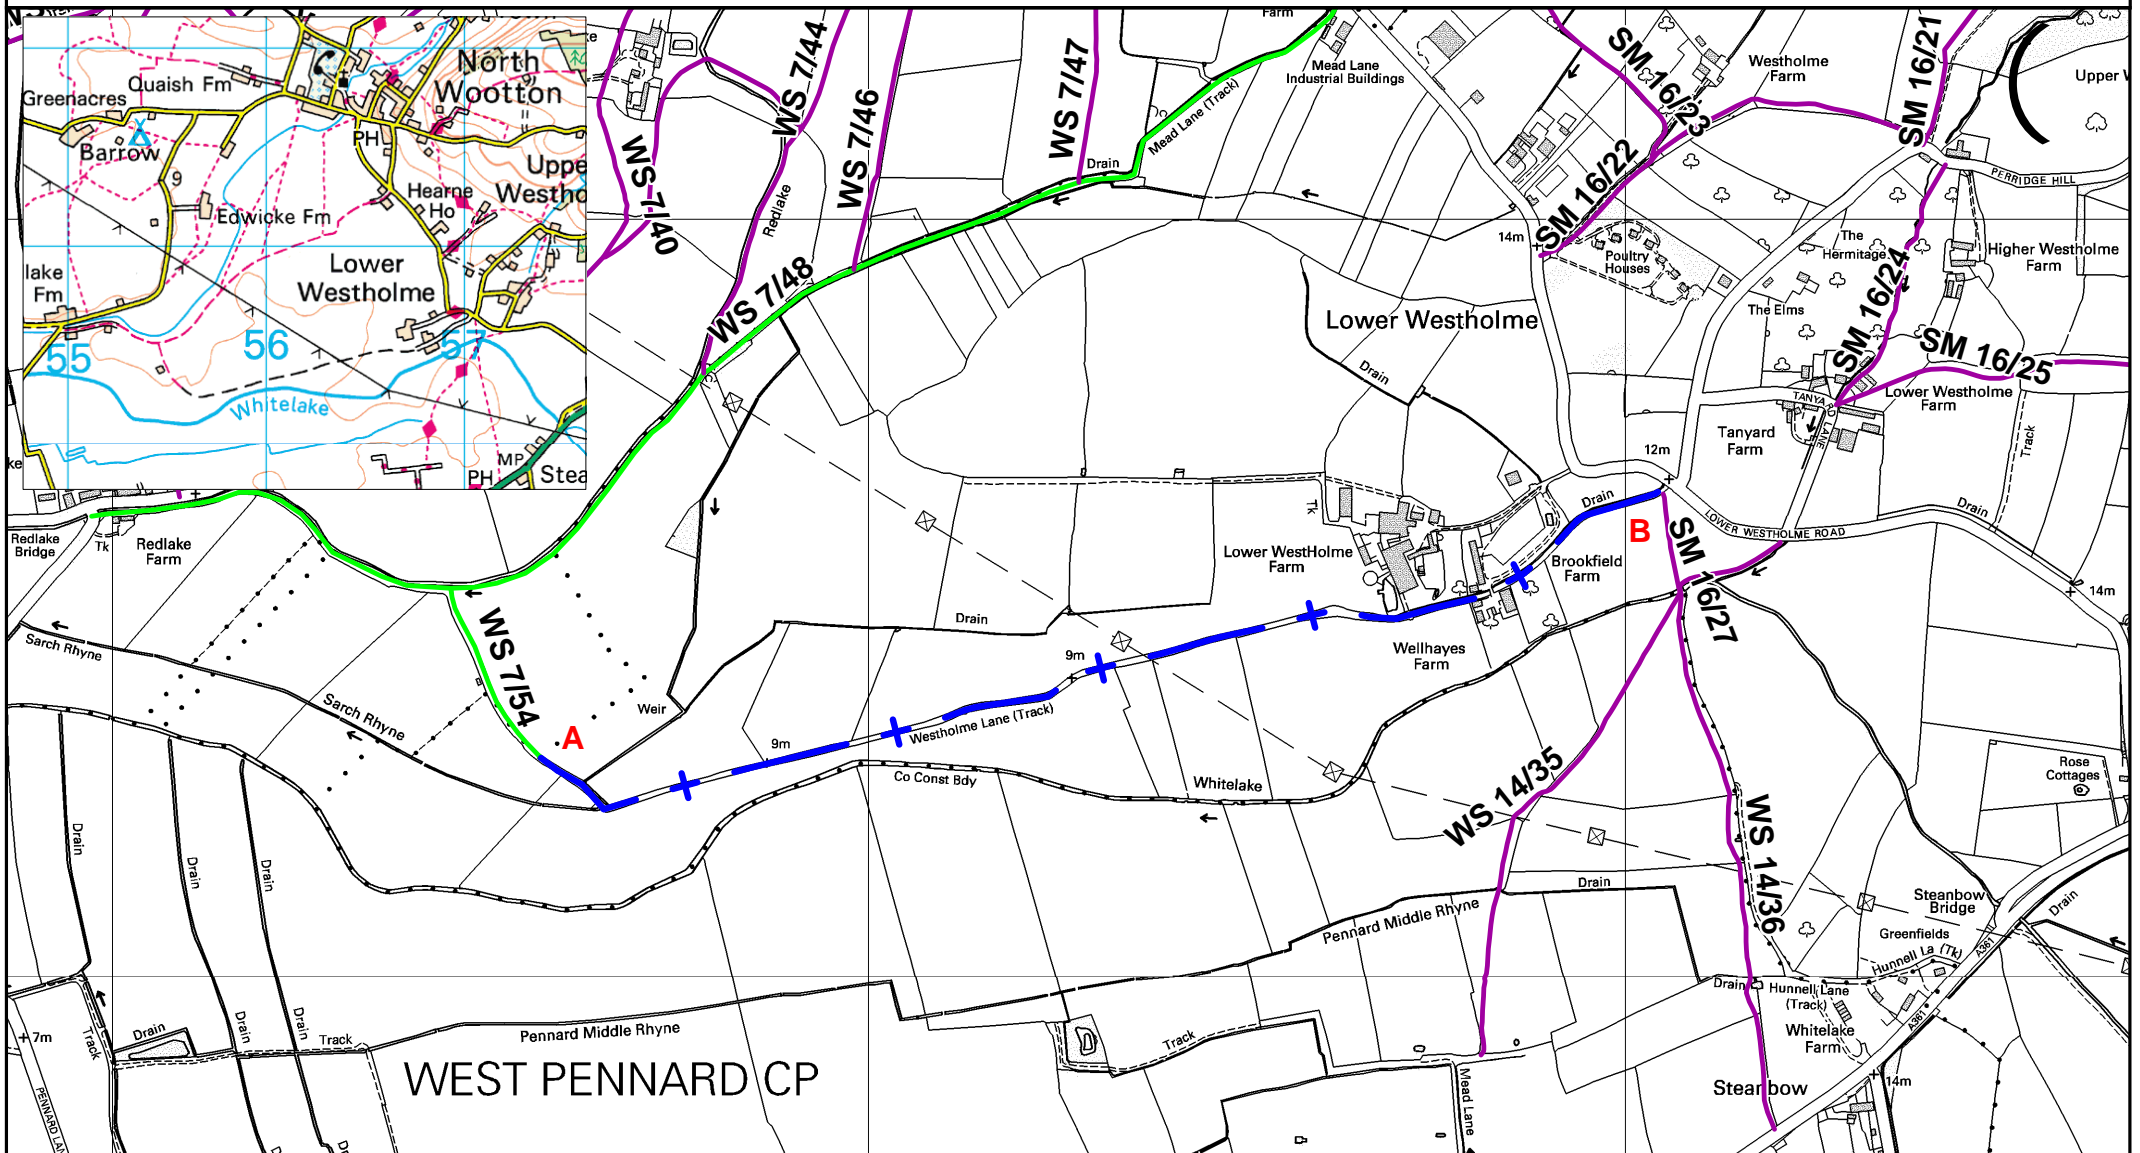 North
Wootton
Quaish Fm
Greenacres
Barrow
PH
9
Hearne
Ho
Edwicke Fm
Lower
Westholme
lake
Fm
55
56
57
Whitelake
MP
PH
WS 7/40
WS 7/44
WS 7/46
WS 7/47
Redlake
Drain
Mead Lane (Track)
Farm
Mead Lane
Industrial Buildings
SM 16/23
SM 16/22
Westholme
Farm
SM 16/21
PERRIDGE HILL
14m
Poultry
Houses
The
Hermitage
Higher Westholme
Farm
The Elms
SM 16/24
SM 16/25
Lower Westholme
Farm
WS 7/48
Lower Westholme
Drain
TANYARD LANE
Tanyard
Farm
Track
12m
Drain
LOWER WESTHOLME ROAD
Drain
14m
B
Tk
Lower WestHolme
Farm
Brookfield
Farm
SM 16/27
Wellhayes
Farm
Redlake
Bridge
Tk
Redlake
Farm
Sarch Rhyne
Sarch Rhyne
WS 7/54
A
Weir
Drain
9m
9m
Westholme Lane (Track)
Co Const Bdy
Whitelake
WS 14/35
WS 14/36
Rose
Cottages
Drain
Drain
Drain
Drain
Pennard Middle Rhyne
Steanbow
Bridge
Drain
Greenfields
Hunnell La (Tk)
A361
A361
Drain
Hunnell Lane
(Track)
Whitelake
Farm
Steanbow
14m
7m
Track
Drain
Drain
Drain
Track
Pennard Middle Rhyne
Track
WEST PENNARD CP
Mead Lane